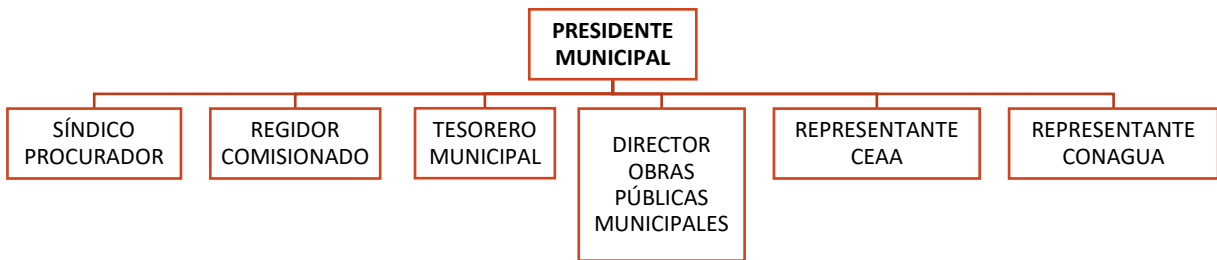 PRESIDENTE
MUNICIPAL
SÍNDICO
PROCURADOR
REGIDOR
COMISIONADO
TESORERO
MUNICIPAL
DIRECTOR
OBRAS
PÚBLICAS
MUNICIPALES
REPRESENTANTE
CEAA
REPRESENTANTE
CONAGUA